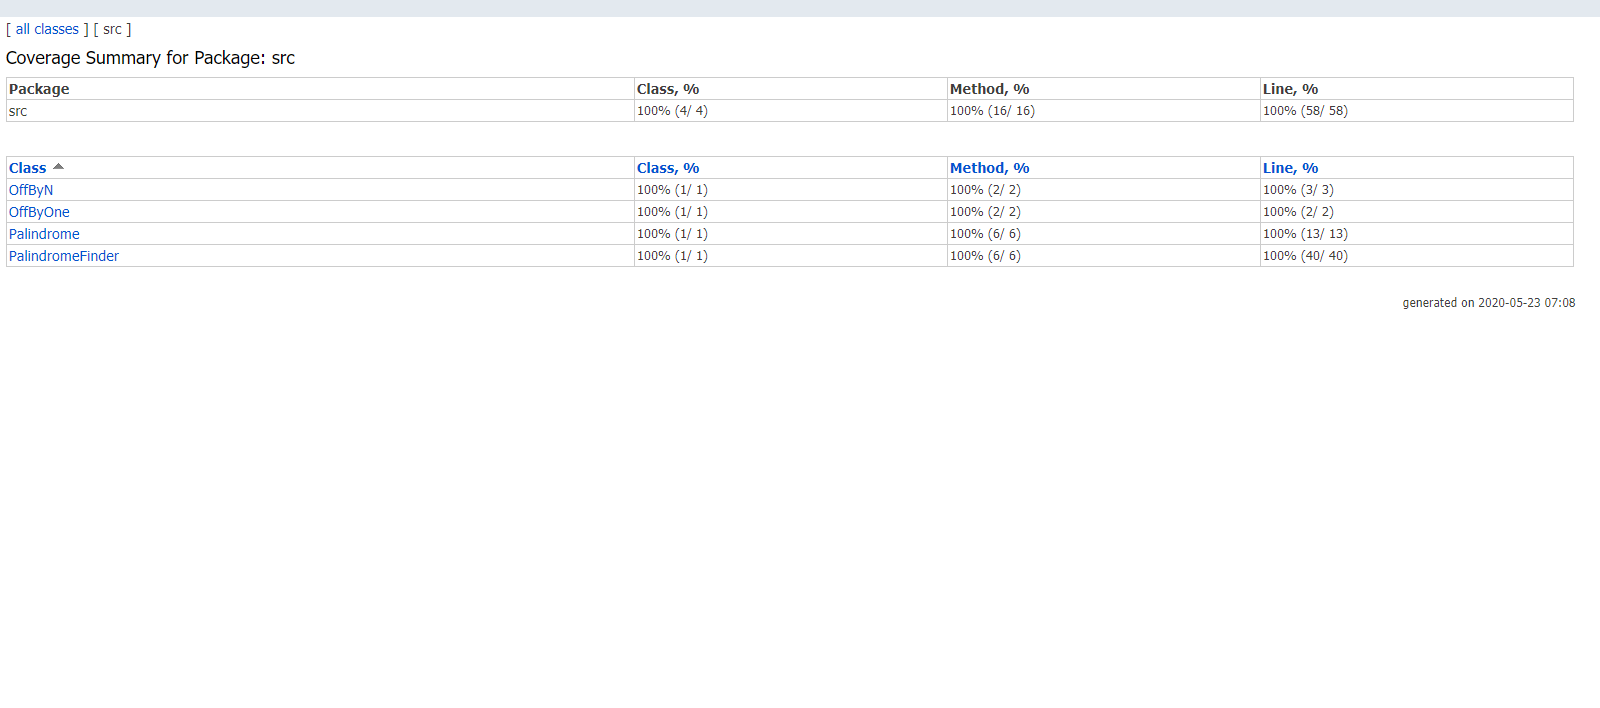 [ all classes ] [ src ]
Coverage Summary for Package: src
Package Class, % Method, % Line, %
src 100% (4/ 4) 100% (16/ 16) 100% (58/ 58)
Class Class, % Method, % Line, %
OffByN 100% (1/ 1) 100% (2/ 2) 100% (3/ 3)
OffByOne 100% (1/ 1) 100% (2/ 2) 100% (2/ 2)
Palindrome 100% (1/ 1) 100% (6/ 6) 100% (13/ 13)
PalindromeFinder 100% (1/ 1) 100% (6/ 6) 100% (40/ 40)
generated on 2020-05-23 07:08